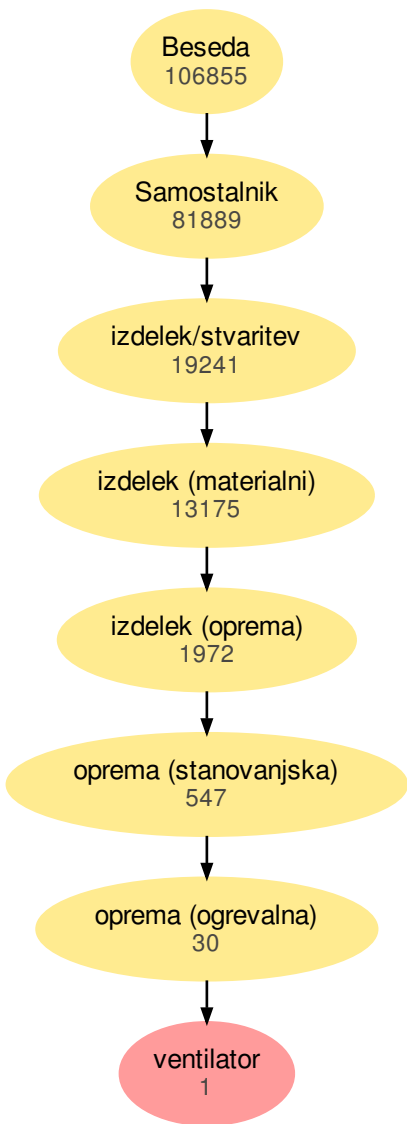 Beseda
106855
Samostalnik
81889
izdelek/stvaritev
19241
izdelek (materialni)
13175
izdelek (oprema)
1972
oprema (stanovanjska)
547
oprema (ogrevalna)
30
ventilator
1